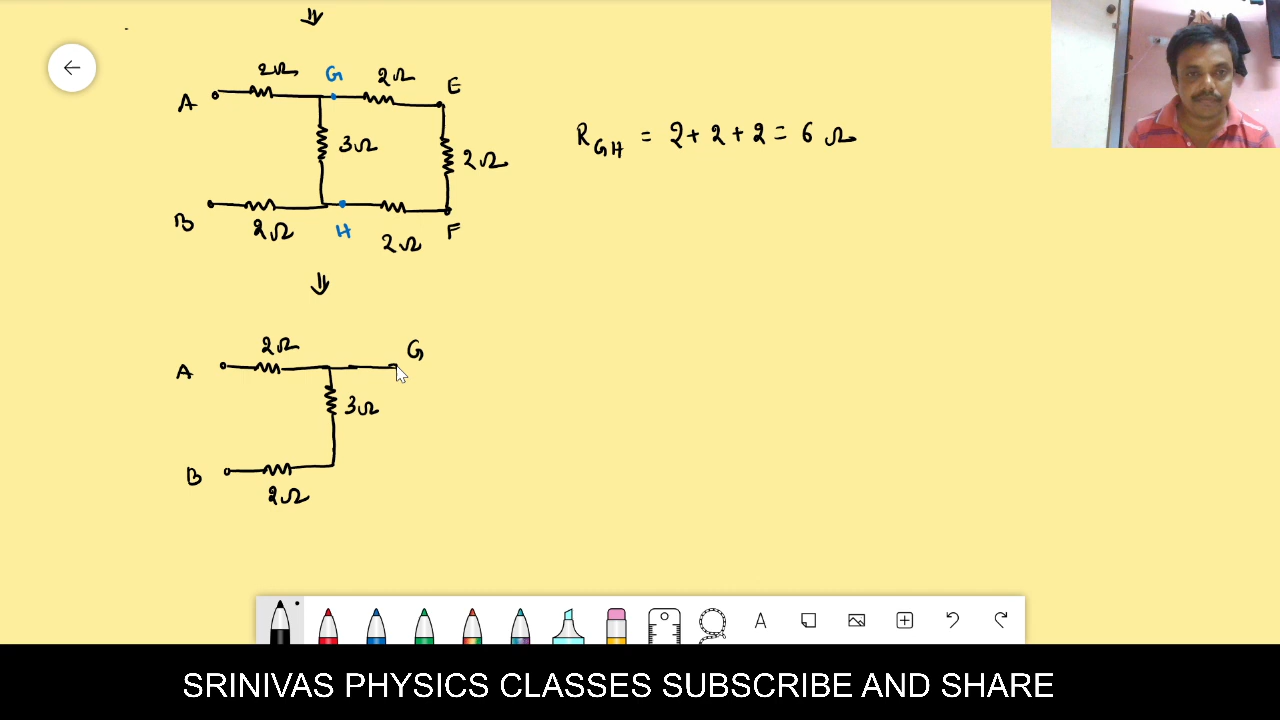 2Ω G 2Ω E
A
3Ω 2Ω
B 2Ω H 2Ω F
R_GH = 2 + 2 + 2 = 6 Ω
2Ω G
A
3Ω
B
2Ω
A
SRINIVAS PHYSICS CLASSES SUBSCRIBE AND SHARE